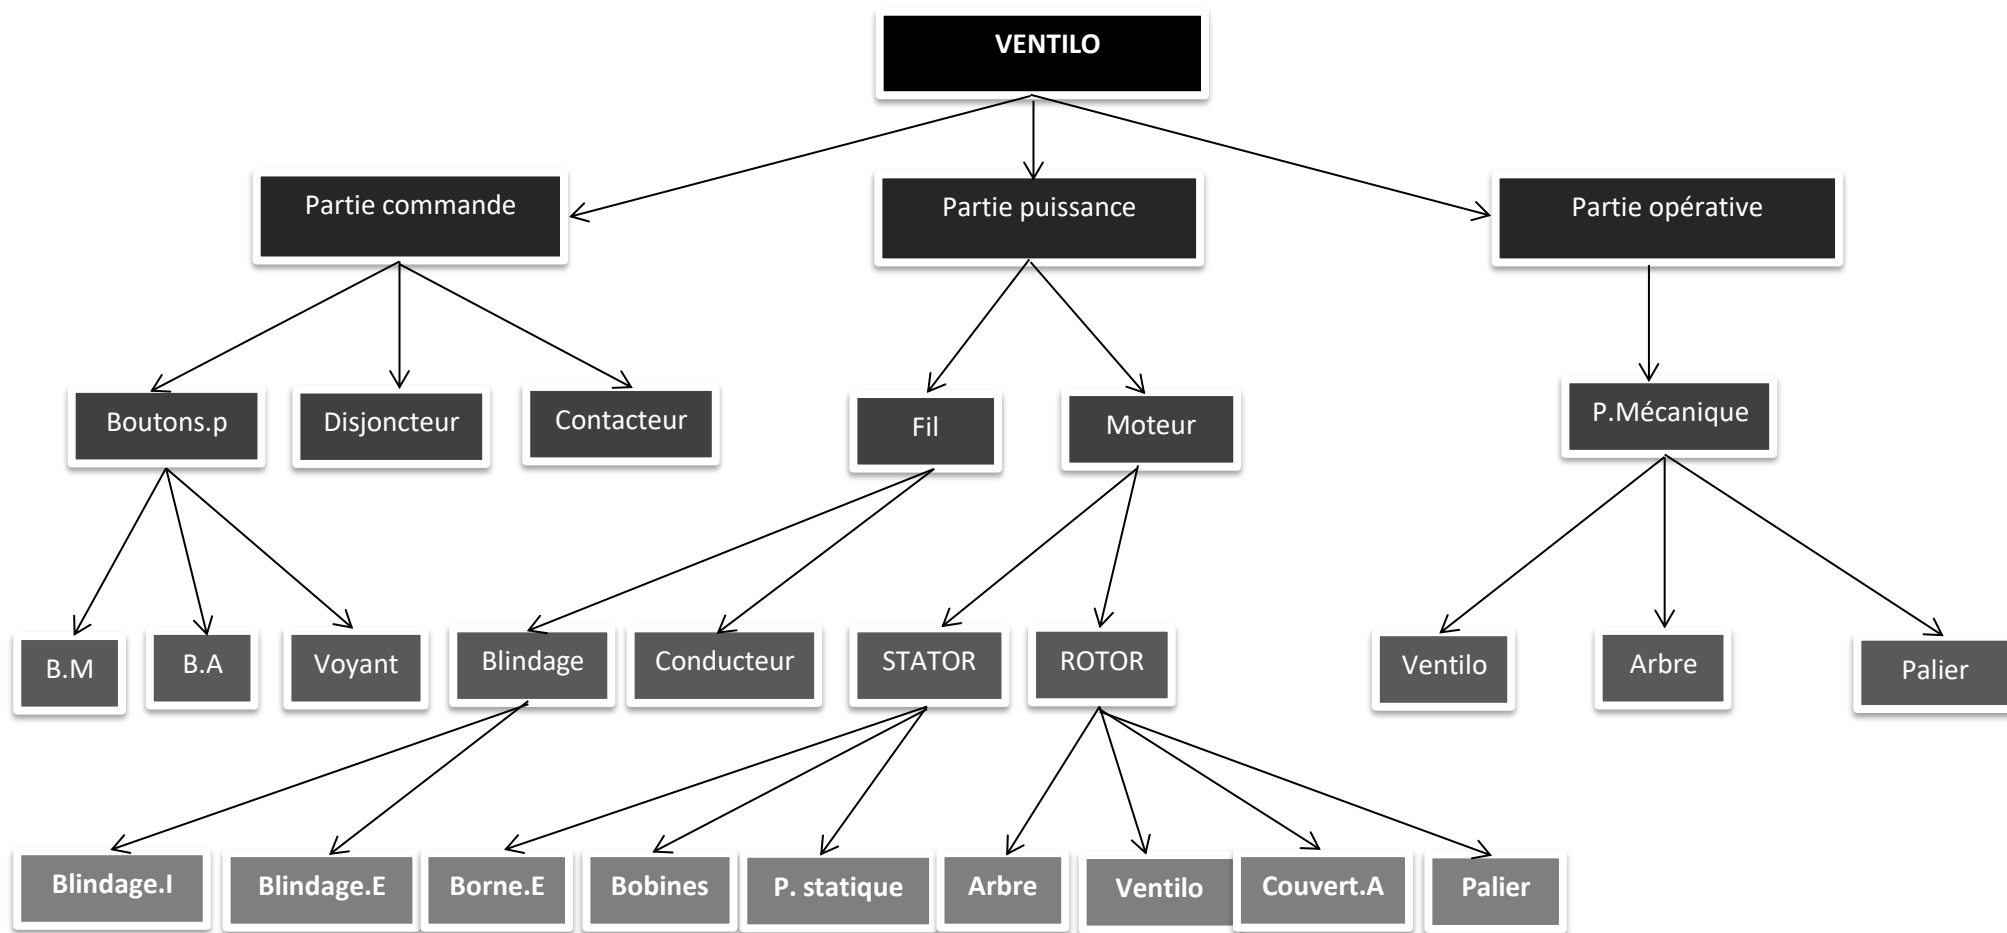 VENTILO
Partie commande
Partie puissance
Partie opérative
Boutons.p
Disjoncteur
Contacteur
Fil
Moteur
P.Mécanique
B.M
B.A
Voyant
Blindage
Conducteur
STATOR
ROTOR
Ventilo
Arbre
Palier
Blindage.I
Blindage.E
Borne.E
Bobines
P. statique
Arbre
Ventilo
Couvert.A
Palier